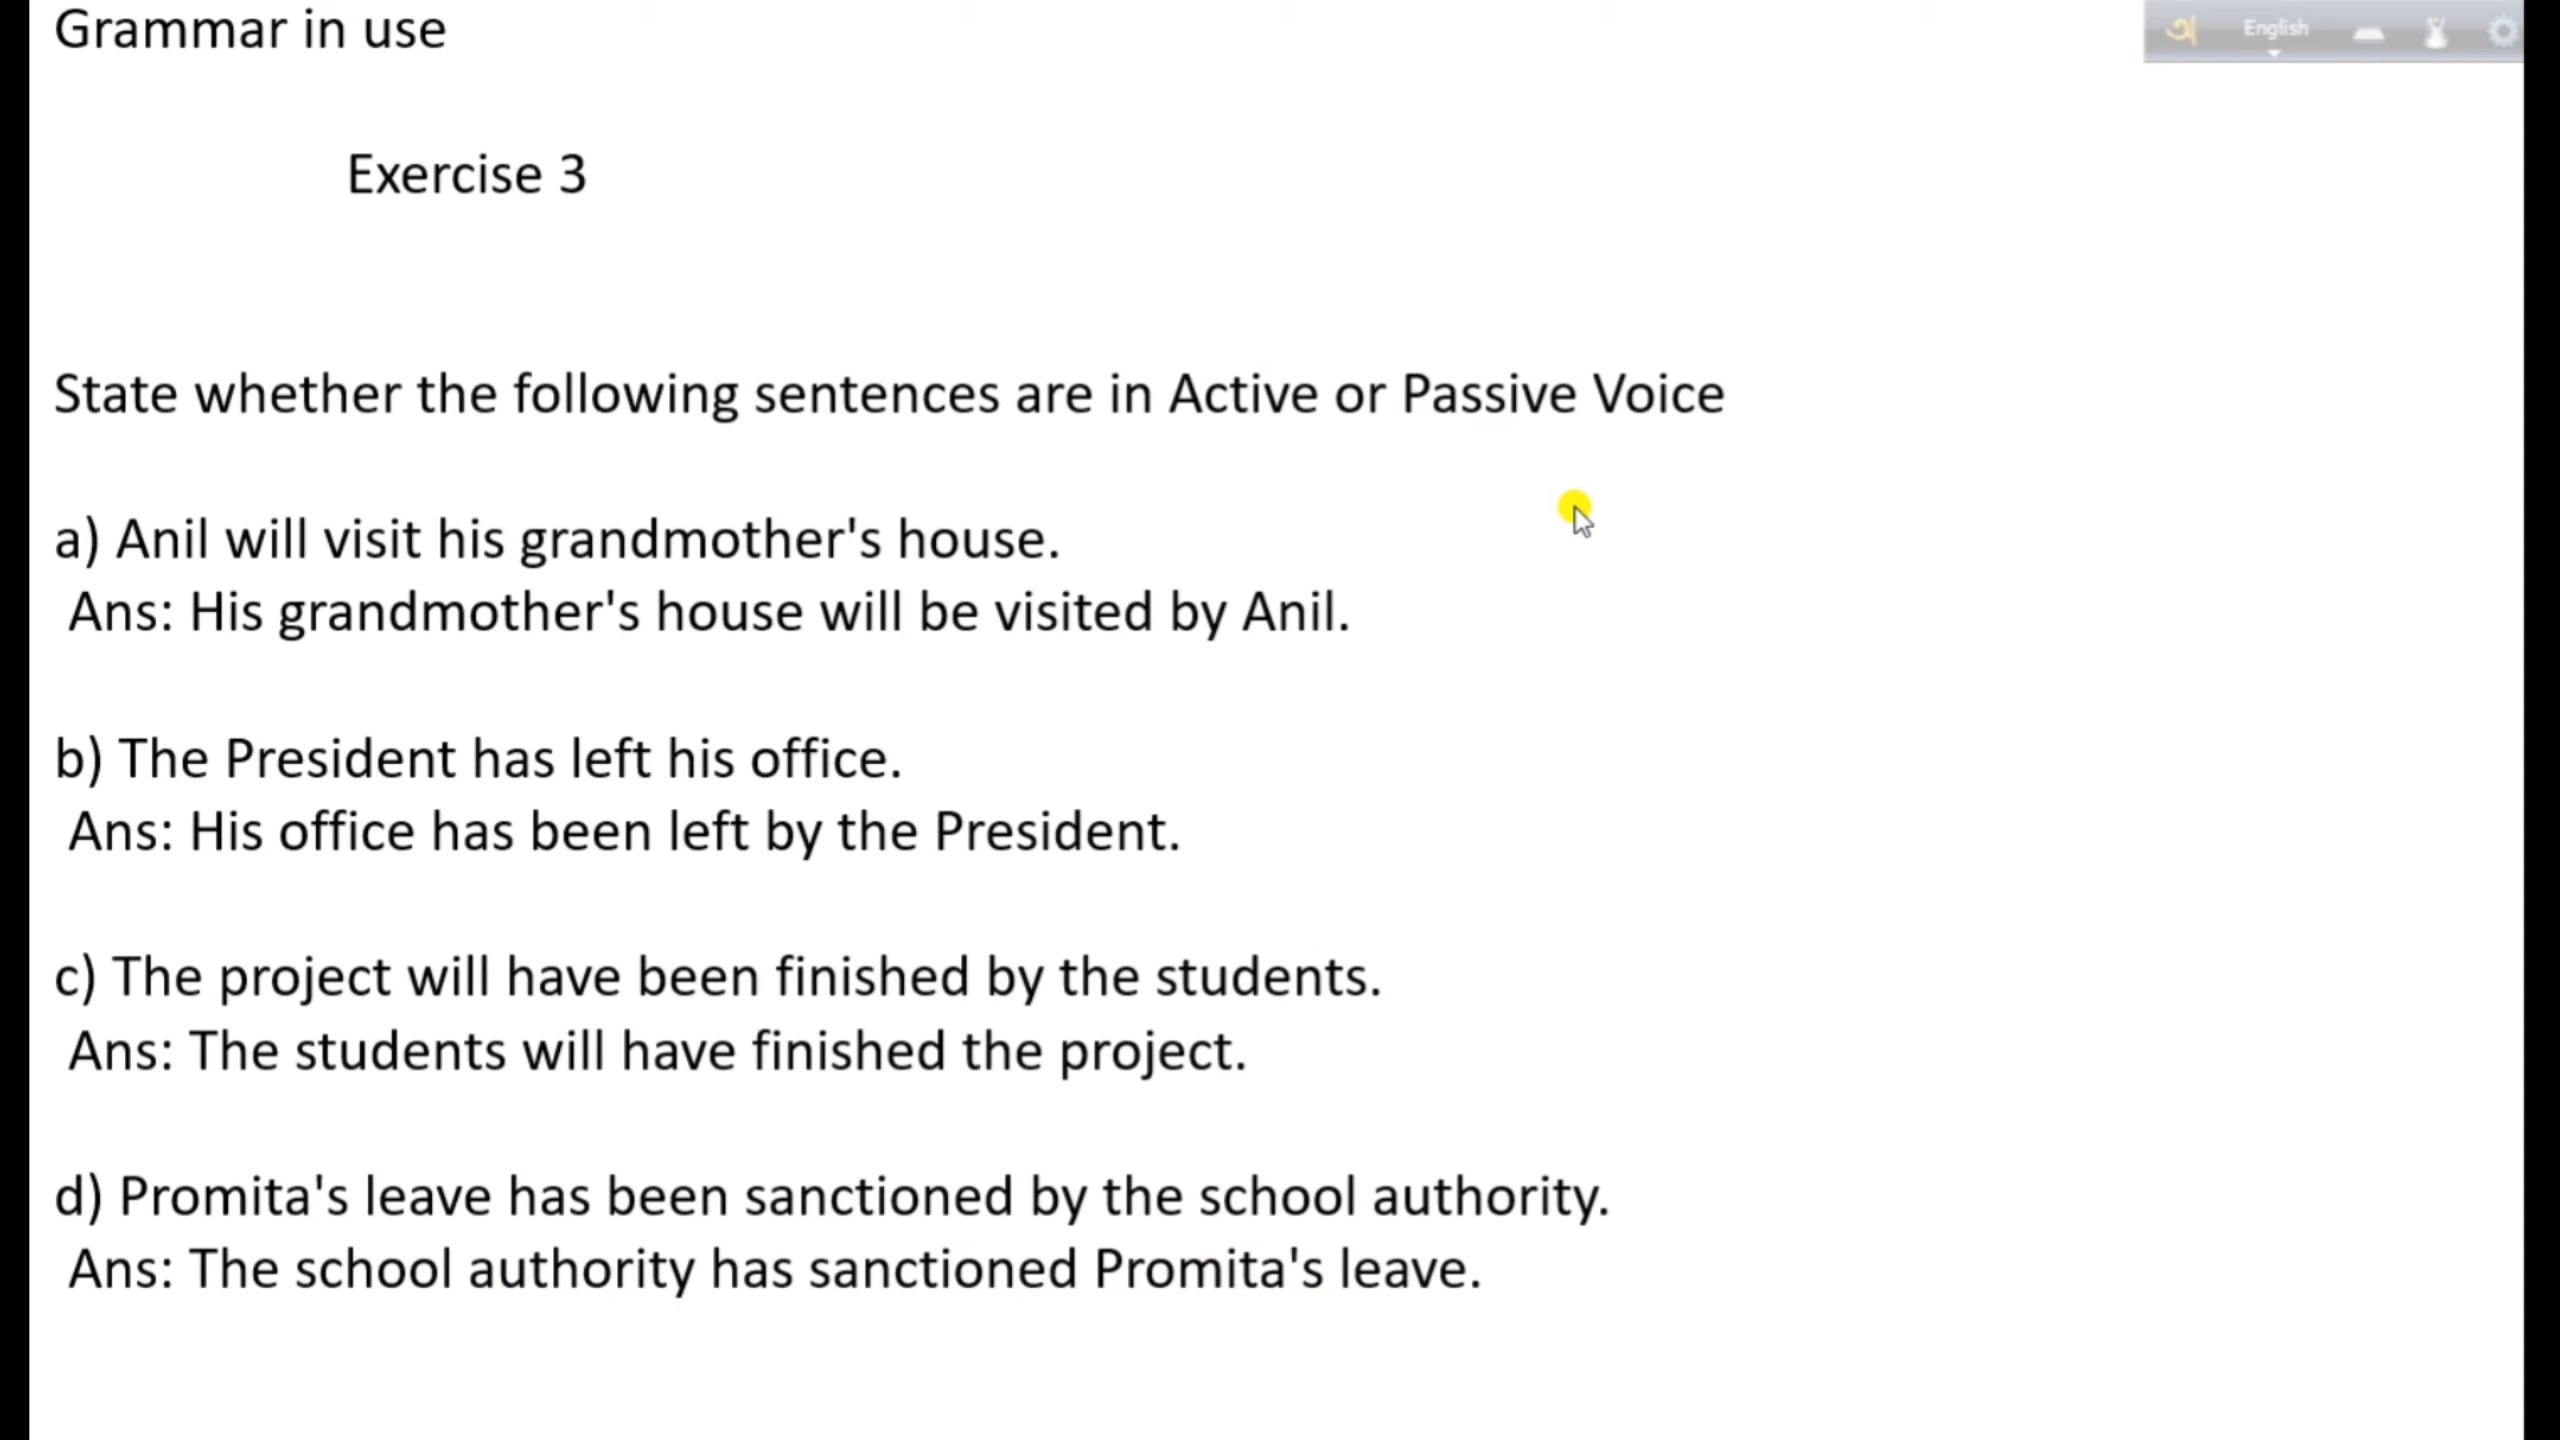 Grammar in use
অ English
Exercise 3
State whether the following sentences are in Active or Passive Voice
a) Anil will visit his grandmother's house.
Ans: His grandmother's house will be visited by Anil.
b) The President has left his office.
Ans: His office has been left by the President.
c) The project will have been finished by the students.
Ans: The students will have finished the project.
d) Promita's leave has been sanctioned by the school authority.
Ans: The school authority has sanctioned Promita's leave.